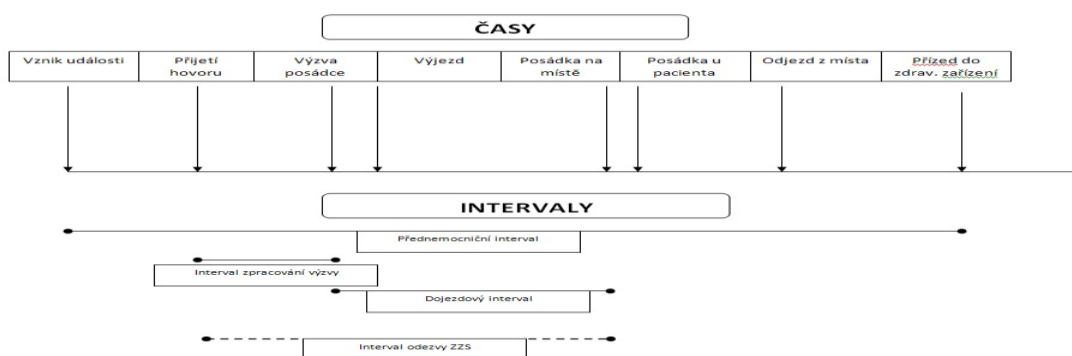 ČASY
Vznik události
Přijetí
hovoru
Výzva
posádce
Výjezd
Posádka na
místě
Posádka u
pacienta
Odjezd z místa
Přízed do
zdrav. zařízení
INTERVALY
Přednemocniční interval
Interval zpracování výzvy
Dojezdový interval
Interval odezvy ZZS